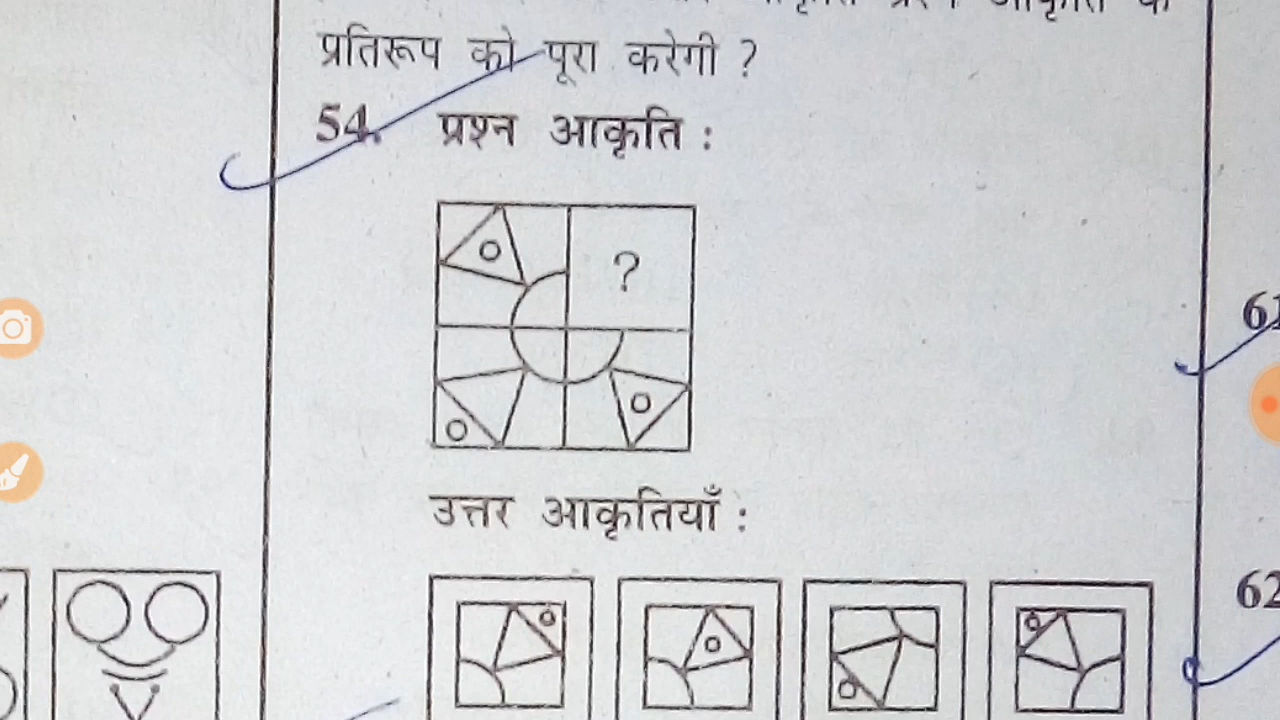 प्रतिरूप को पूरा करेगी ?
54. प्रश्न आकृति :
?
उत्तर आकृतियाँ :
61
62